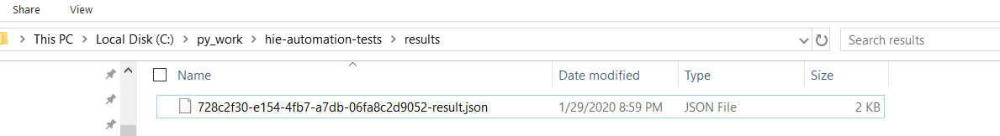 Share View
This PC > Local Disk (C:) > py_work > hie-automation-tests > results Search results
Name Date modified Type Size
728c2f30-e154-4fb7-a7db-06fa8c2d9052-result.json 1/29/2020 8:59 PM JSON File 2 KB